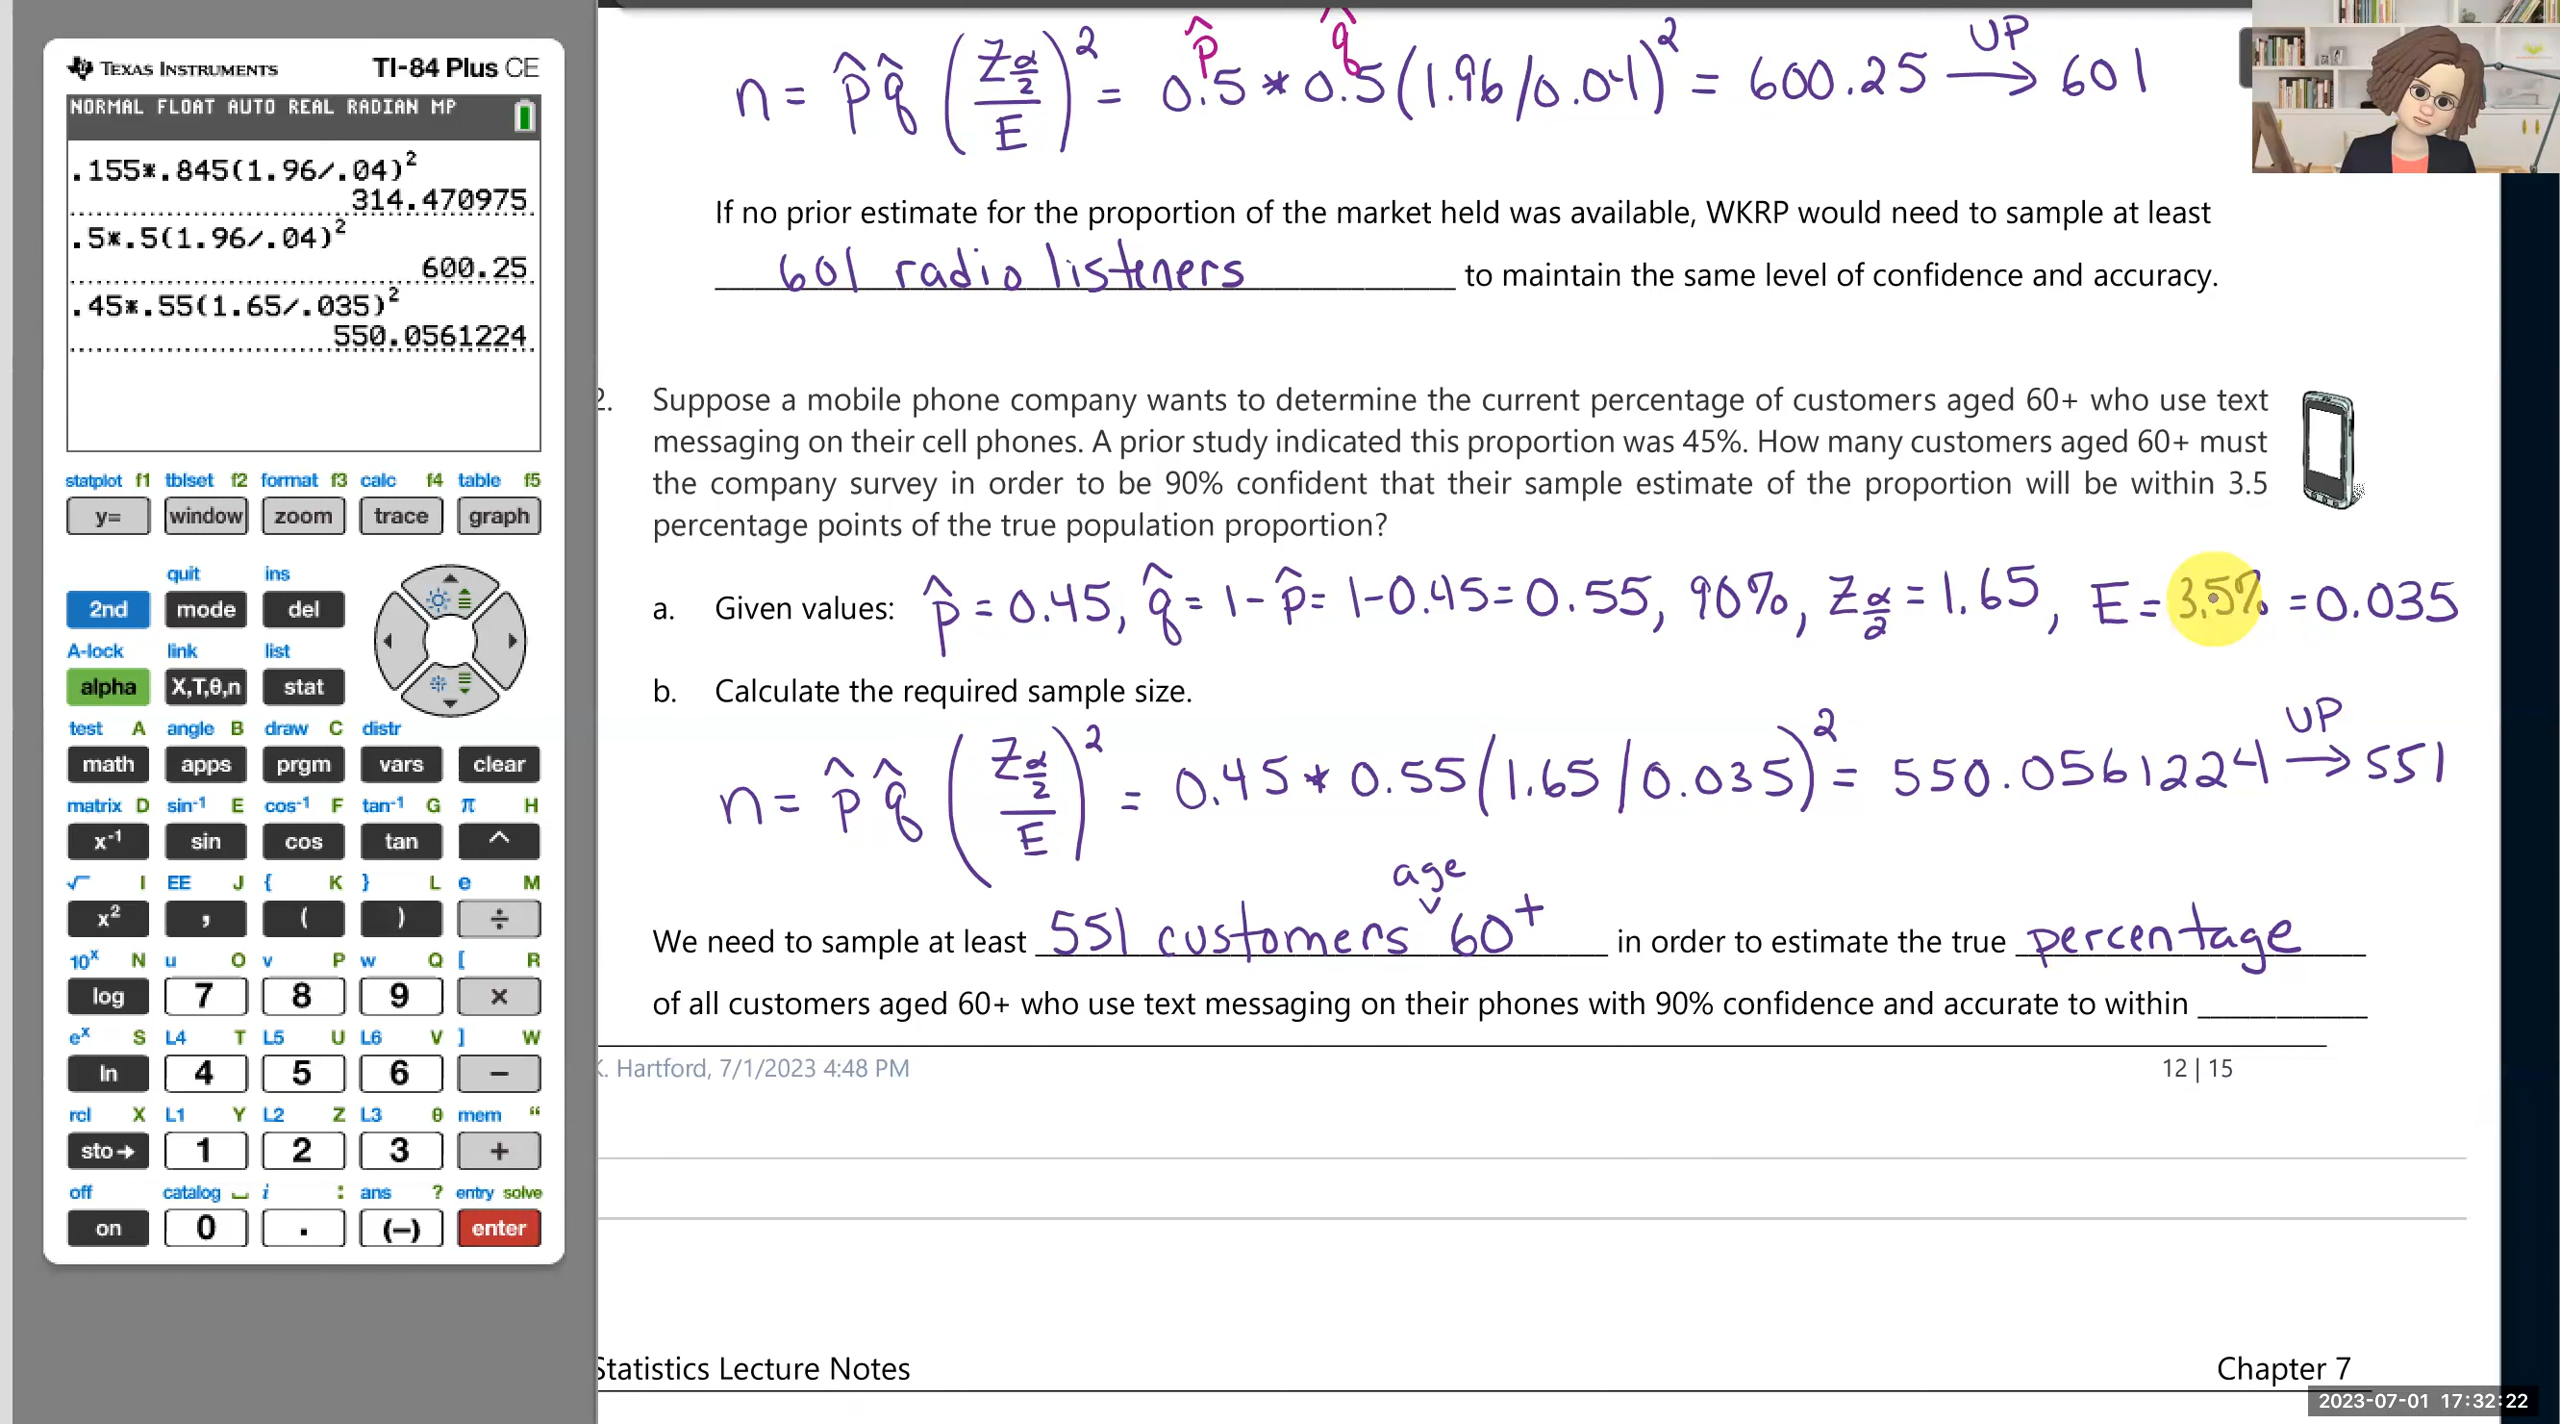 TEXAS INSTRUMENTS TI-84 Plus CE
NORMAL FLOAT AUTO REAL RADIAN MP
.155*.845(1.96/.04)²
314.470975
.5*.5(1.96/.04)²
600.25
.45*.55(1.65/.035)²
550.0561224
statplot f1 tblset f2 format f3 calc f4 table f5
y= window zoom trace graph
quit ins
2nd mode del
A-lock link list
alpha X,T,θ,n stat
test A angle B draw C distr
math apps prgm vars clear
matrix D sin⁻¹ E cos⁻¹ F tan⁻¹ G π H
x⁻¹ sin cos tan ^
√ I EE J { K } L e M
x² , ( ) ÷
10ˣ N u O v P w Q [ R
log 7 8 9 ×
eˣ S L4 T L5 U L6 V ] W
ln 4 5 6 −
rcl X L1 Y L2 Z L3 θ mem "
sto→ 1 2 3 +
off catalog ⎵ i : ans ? entry solve
on 0 . (−) enter
p̂ q̂ UP
n = p̂ q̂ (Z α/2 / E)² = 0.5 * 0.5 (1.96/0.04)² = 600.25 → 601
If no prior estimate for the proportion of the market held was available, WKRP would need to sample at least
601 radio listeners to maintain the same level of confidence and accuracy.
2. Suppose a mobile phone company wants to determine the current percentage of customers aged 60+ who use text
messaging on their cell phones. A prior study indicated this proportion was 45%. How many customers aged 60+ must
the company survey in order to be 90% confident that their sample estimate of the proportion will be within 3.5
percentage points of the true population proportion?
a. Given values: p̂ = 0.45, q̂ = 1-p̂ = 1-0.45 = 0.55, 90%, Z α/2 = 1.65, E = 3.5% = 0.035
b. Calculate the required sample size.
UP
n = p̂ q̂ (Z α/2 / E)² = 0.45 * 0.55 (1.65/0.035)² = 550.0561224 → 551
age
We need to sample at least 551 customers 60+ in order to estimate the true percentage
of all customers aged 60+ who use text messaging on their phones with 90% confidence and accurate to within ____________
K. Hartford, 7/1/2023 4:48 PM 12 | 15
Statistics Lecture Notes Chapter 7
2023-07-01 17:32:22